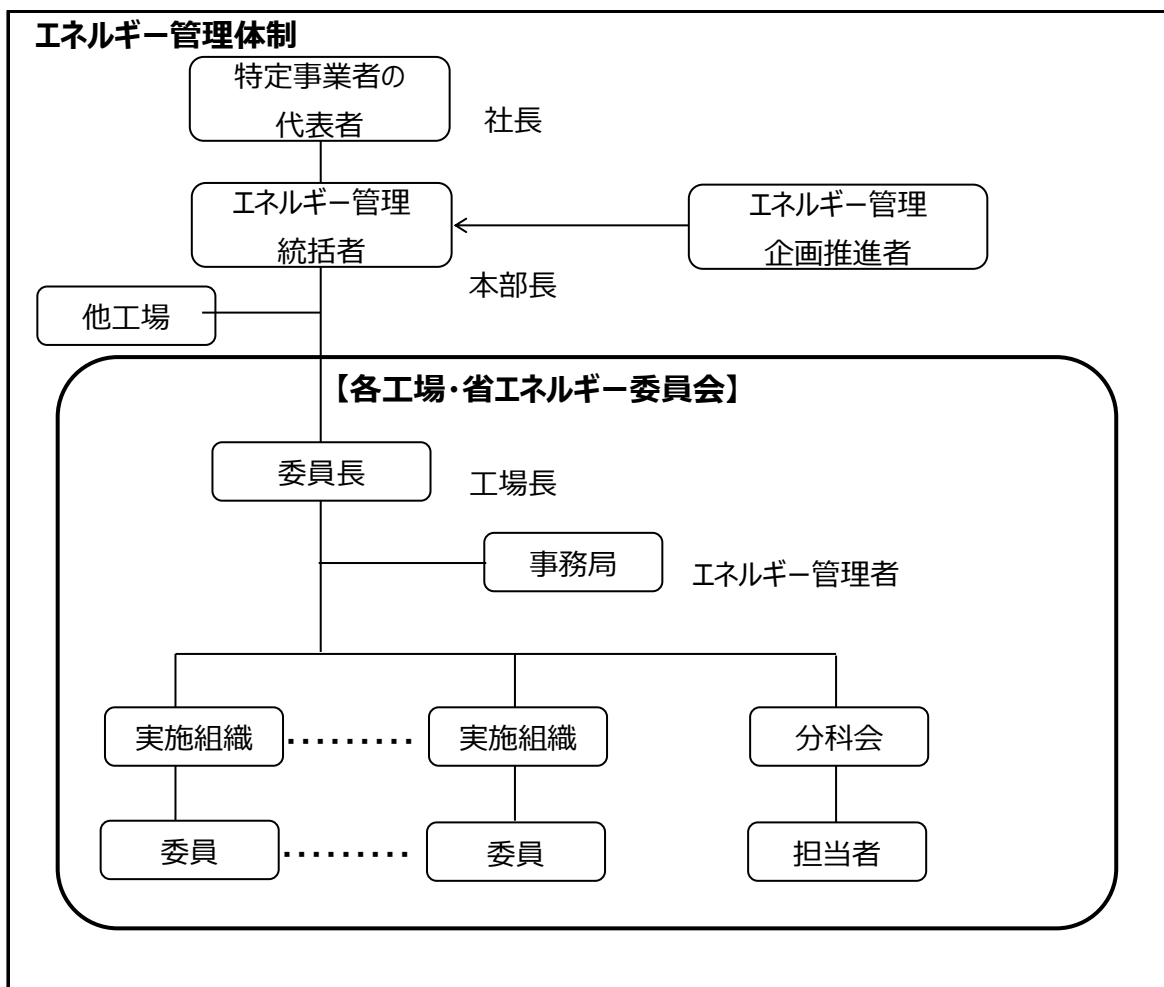 エネルギー管理体制
特定事業者の
代表者
社長
エネルギー管理
統括者
エネルギー管理
企画推進者
本部長
他工場
【各工場・省エネルギー委員会】
委員長
工場長
事務局
エネルギー管理者
実施組織 ⋯⋯⋯ 実施組織
分科会
委員 ⋯⋯⋯ 委員
担当者